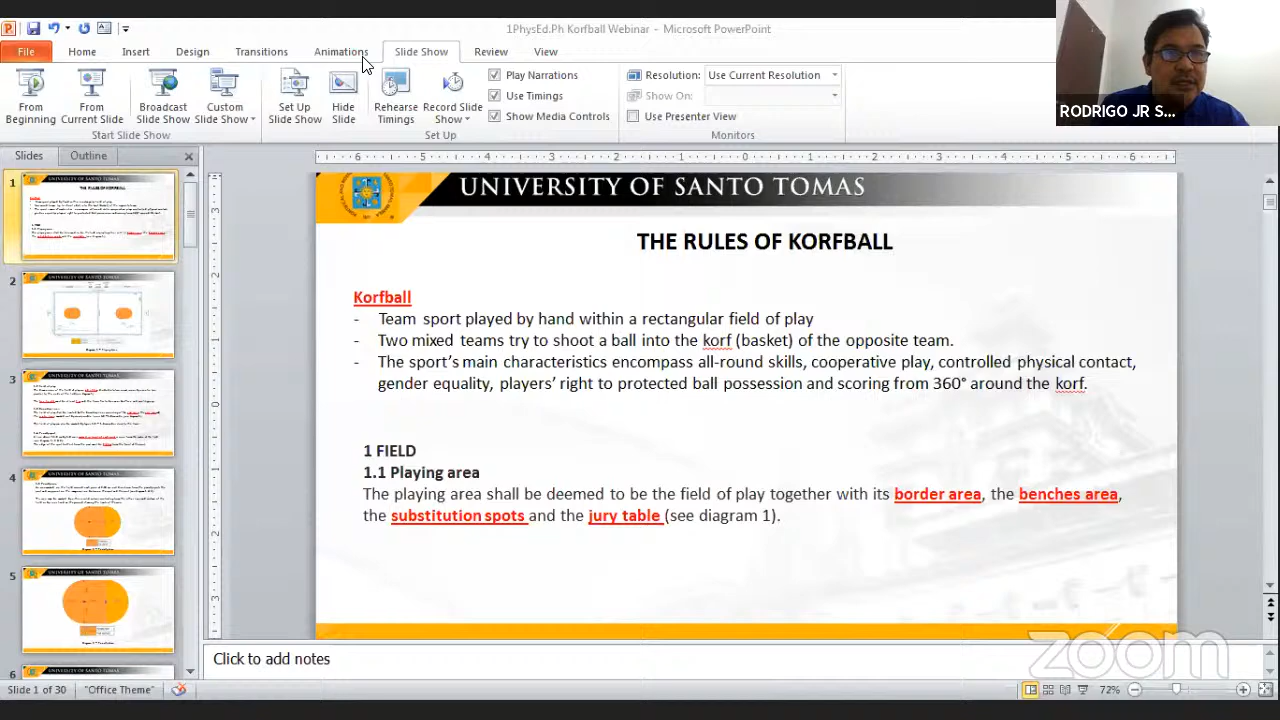 1PhysEd.Ph Korfball Webinar - Microsoft PowerPoint
File Home Insert Design Transitions Animations Slide Show Review View
From Beginning
From Current Slide
Broadcast Slide Show
Custom Slide Show
Set Up Slide Show
Hide Slide
Rehearse Timings
Record Slide Show
Play Narrations
Use Timings
Show Media Controls
Resolution: Use Current Resolution
Show On:
Use Presenter View
Start Slide Show Set Up Monitors
RODRIGO JR S...
Slides Outline
1
2
3
4
5
6
UNIVERSITY OF SANTO TOMAS
THE RULES OF KORFBALL
Korfball
- Team sport played by hand within a rectangular field of play
- Two mixed teams try to shoot a ball into the korf (basket) of the opposite team.
- The sport's main characteristics encompass all-round skills, cooperative play, controlled physical contact,
gender equality, players' right to protected ball possession and scoring from 360° around the korf.
1 FIELD
1.1 Playing area
The playing area shall be deemed to be the field of play together with its border area, the benches area,
the substitution spots and the jury table (see diagram 1).
zoom
Click to add notes
Slide 1 of 30 "Office Theme" 72%